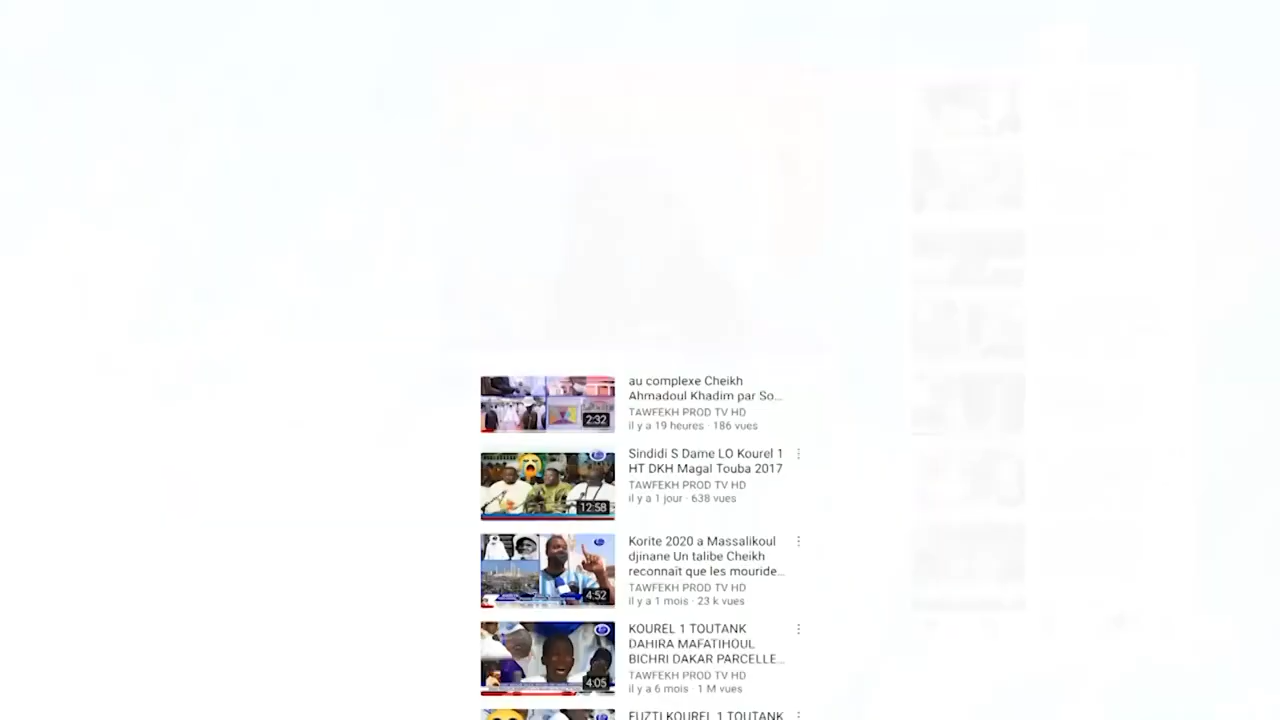 au complexe Cheikh
Ahmadoul Khadim par So...
TAWFEKH PROD TV HD
il y a 19 heures · 186 vues
2:32
Sindidi S Dame LO Kourel 1
HT DKH Magal Touba 2017
TAWFEKH PROD TV HD
il y a 1 jour · 638 vues
12:58
Korite 2020 a Massalikoul
djinane Un talibe Cheikh
reconnaît que les mouride...
TAWFEKH PROD TV HD
il y a 1 mois · 23 k vues
4:52
KOUREL 1 TOUTANK
DAHIRA MAFATIHOUL
BICHRI DAKAR PARCELLE...
TAWFEKH PROD TV HD
il y a 6 mois · 1 M vues
4:05
FUZTI KOUREL 1 TOUTANK